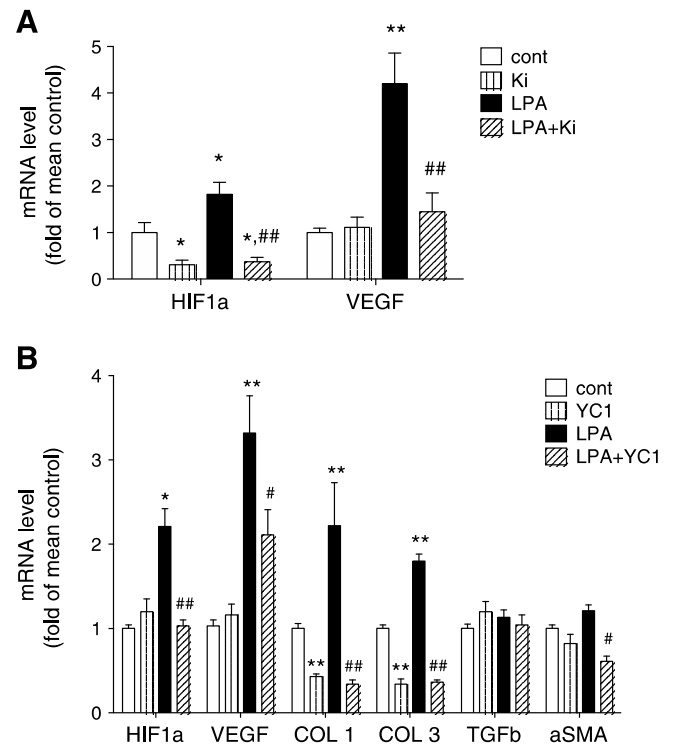 A
mRNA level
(fold of mean control)
5
4
3
2
1
0
**
*
##
*
*,##
HIF1a
VEGF
cont
Ki
LPA
LPA+Ki
B
mRNA level
(fold of mean control)
4
3
2
1
0
**
*
#
**
**
##
**
##
**
##
#
HIF1a
VEGF
COL 1
COL 3
TGFb
aSMA
cont
YC1
LPA
LPA+YC1